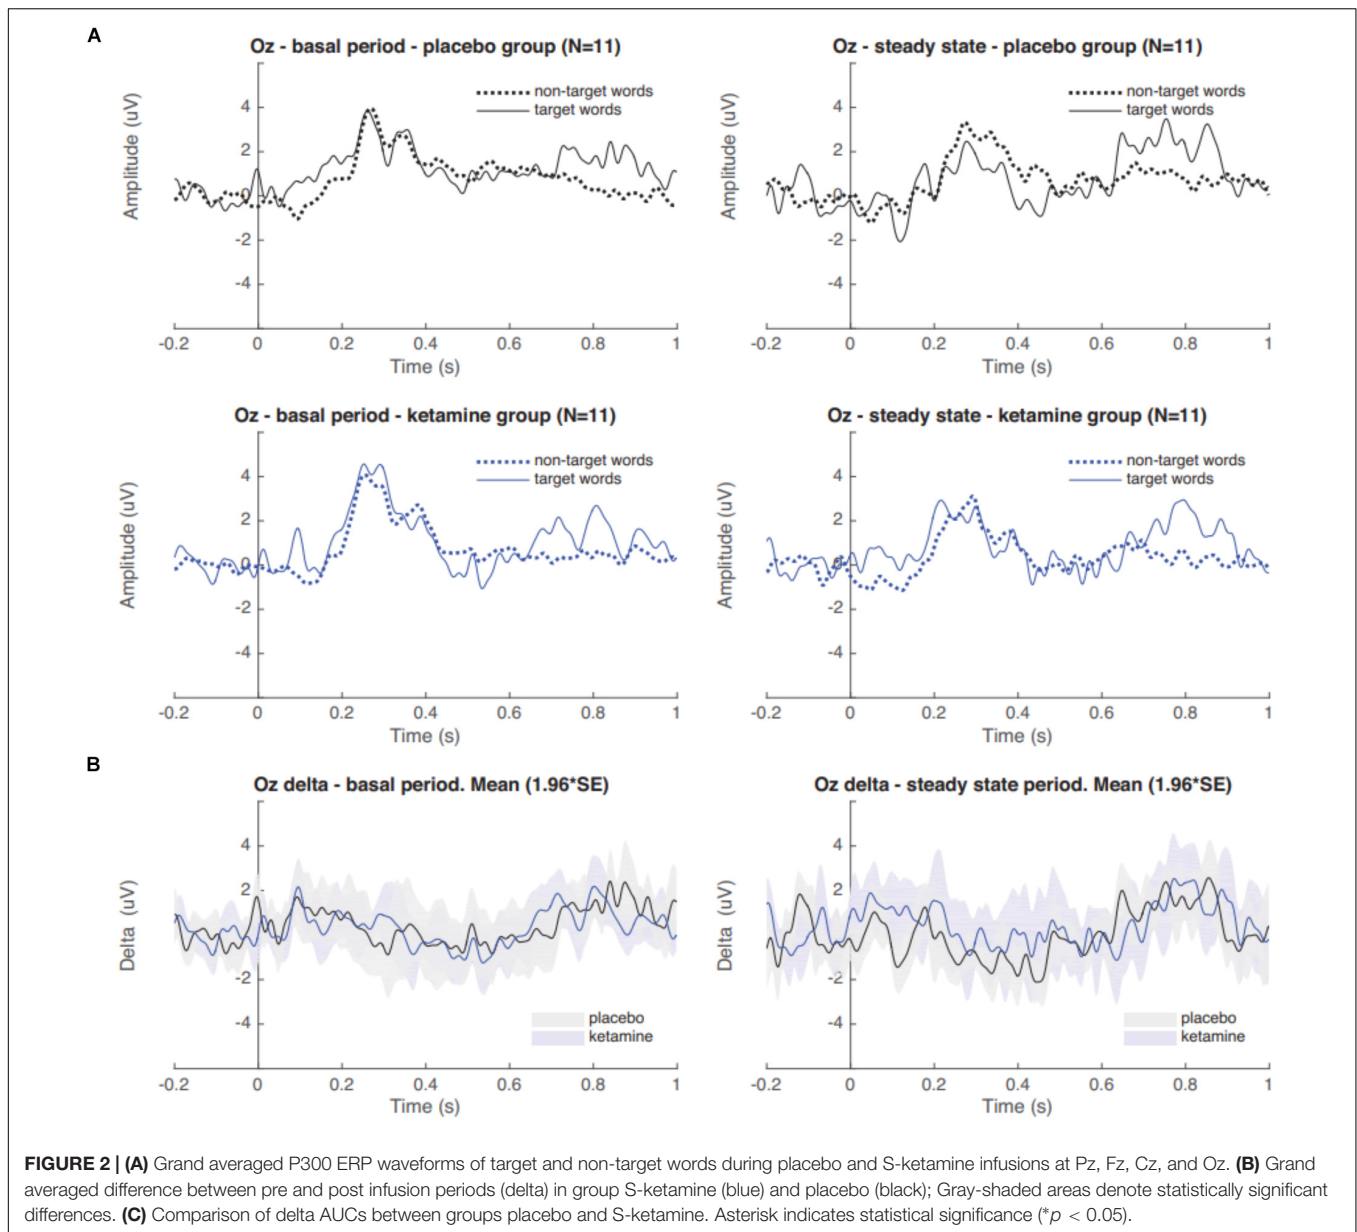 A
Oz - basal period - placebo group (N=11)
non-target words
target words
Amplitude (uV)
4
2
0
-2
-4
-0.2 0 0.2 0.4 0.6 0.8 1
Time (s)
Oz - steady state - placebo group (N=11)
non-target words
target words
Amplitude (uV)
4
2
0
-2
-4
-0.2 0 0.2 0.4 0.6 0.8 1
Time (s)
Oz - basal period - ketamine group (N=11)
non-target words
target words
Amplitude (uV)
4
2
0
-2
-4
-0.2 0 0.2 0.4 0.6 0.8 1
Time (s)
Oz - steady state - ketamine group (N=11)
non-target words
target words
Amplitude (uV)
4
2
0
-2
-4
-0.2 0 0.2 0.4 0.6 0.8 1
Time (s)
B
Oz delta - basal period. Mean (1.96*SE)
Delta (uV)
4
2
0
-2
-4
placebo
ketamine
-0.2 0 0.2 0.4 0.6 0.8 1
Time (s)
Oz delta - steady state period. Mean (1.96*SE)
Delta (uV)
4
2
0
-2
-4
placebo
ketamine
-0.2 0 0.2 0.4 0.6 0.8 1
Time (s)
FIGURE 2 | (A) Grand averaged P300 ERP waveforms of target and non-target words during placebo and S-ketamine infusions at Pz, Fz, Cz, and Oz. (B) Grand
averaged difference between pre and post infusion periods (delta) in group S-ketamine (blue) and placebo (black); Gray-shaded areas denote statistically significant
differences. (C) Comparison of delta AUCs between groups placebo and S-ketamine. Asterisk indicates statistical significance (*p < 0.05).